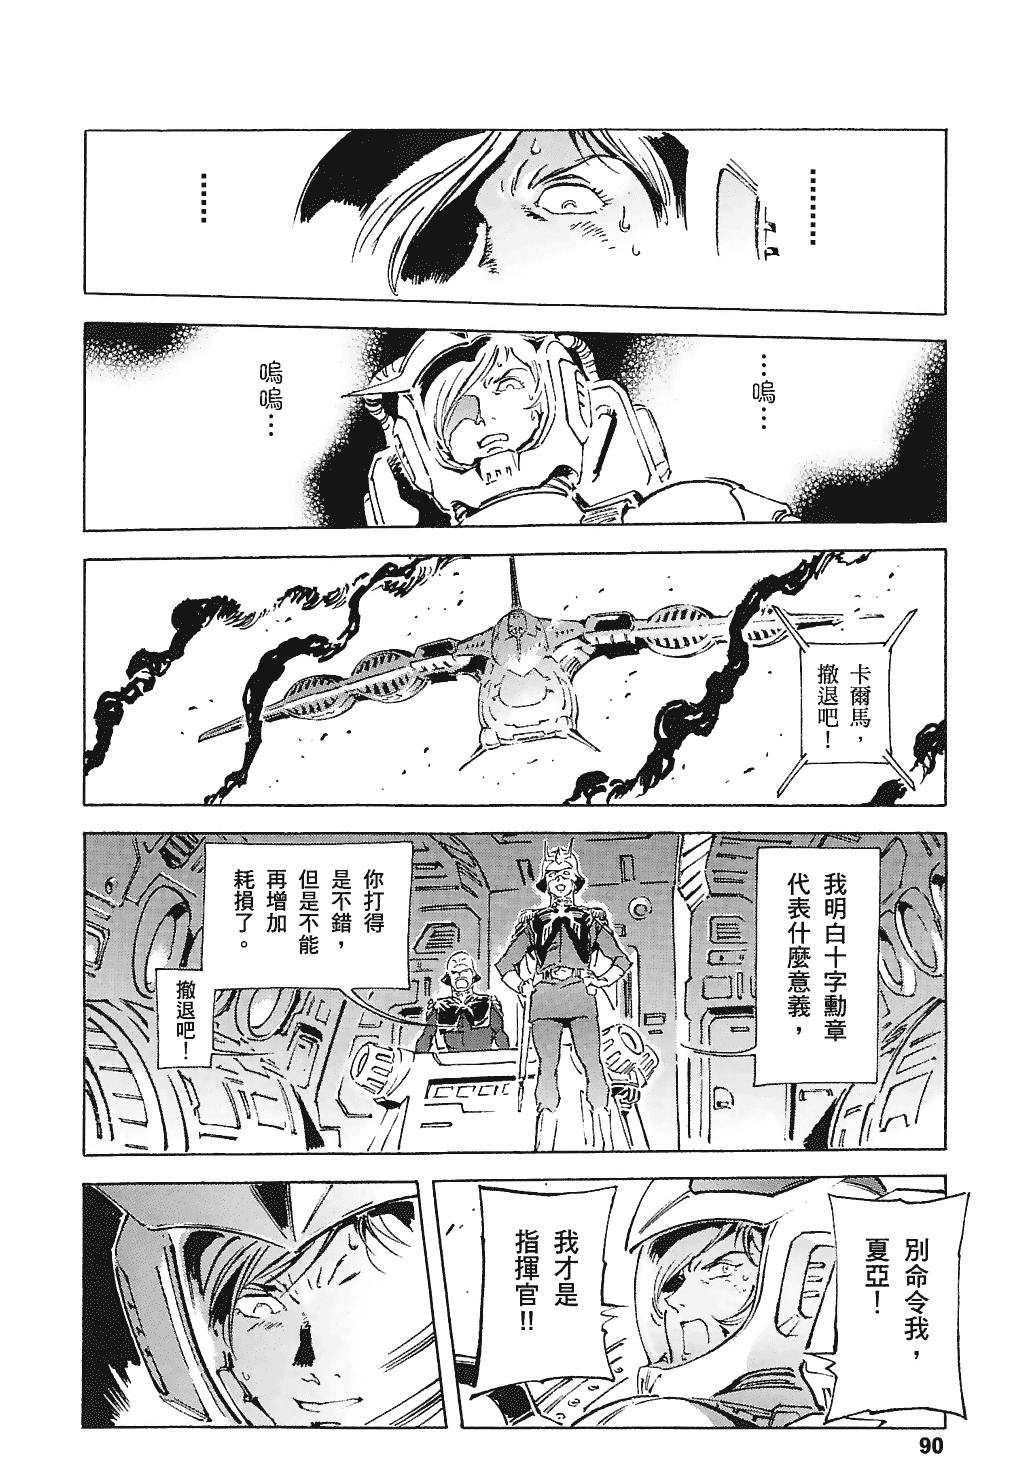 ………
……
…嗚…
嗚
嗚…
卡爾馬，
撤退吧！
我明白十字勳章
代表什麼意義，
你打得
是不錯，
但是不能
再增加
耗損了。
撤退吧！
別命令我，
夏亞！
我才是
指揮官!!
90